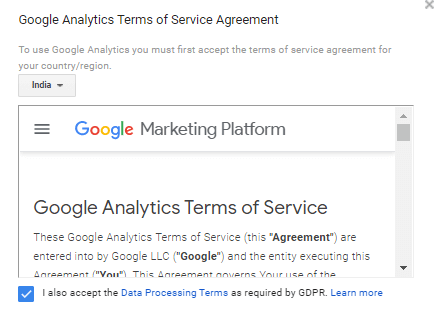 Google Analytics Terms of Service Agreement
To use Google Analytics you must first accept the terms of service agreement for
your country/region.
India
Google Marketing Platform
Google Analytics Terms of Service
These Google Analytics Terms of Service (this "Agreement") are
entered into by Google LLC ("Google") and the entity executing this
Agreement ("You"). This Agreement governs Your use of the
I also accept the Data Processing Terms as required by GDPR. Learn more